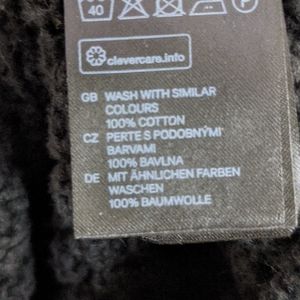 40 P
clevercare.info
GB WASH WITH SIMILAR
COLOURS
100% COTTON
CZ PERTE S PODOBNÝMI
BARVAMI
100% BAVLNA
DE MIT ÄHNLICHEN FARBEN
WASCHEN
100% BAUMWOLLE